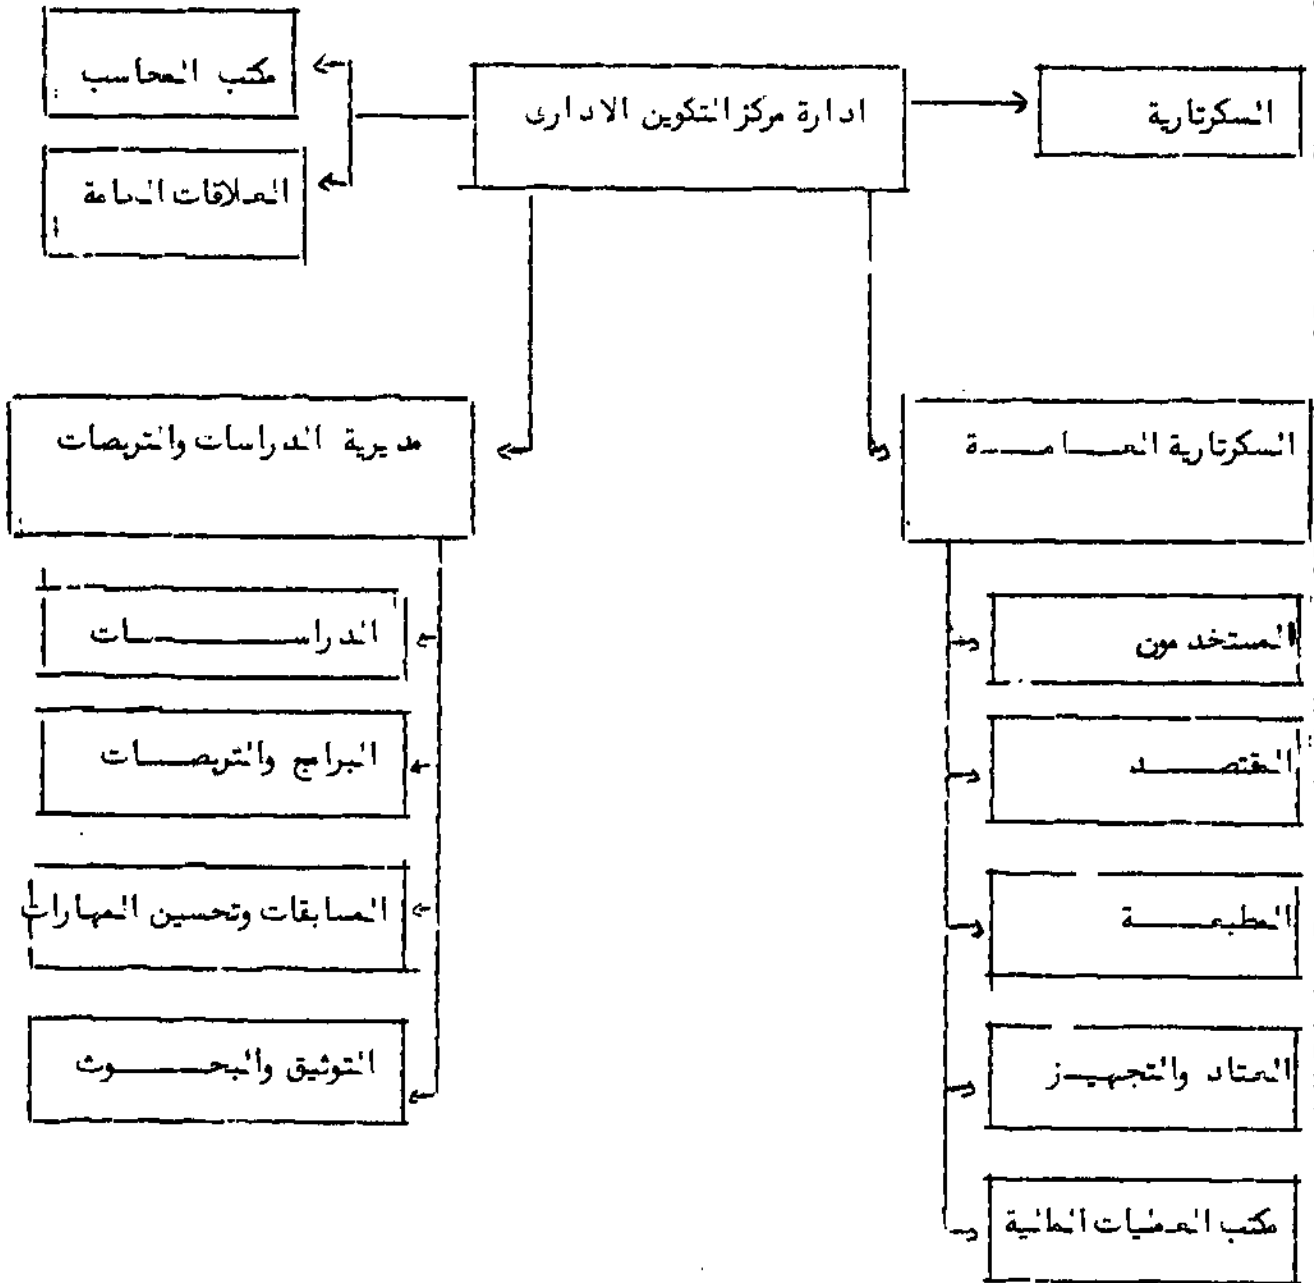 السكرتارية
ادارة مركز التكوين الادارى
مكتب المحاسب
العلاقات العامة
السكرتارية العامة
مديرية الدراسات والتربصات
المستخدمون
المقتصد
المطبعة
العتاد والتجهيز
مكتب العمليات المالية
الدراسات
البرامج والتربصات
المسابقات وتحسين المهارات
التوثيق والبحوث